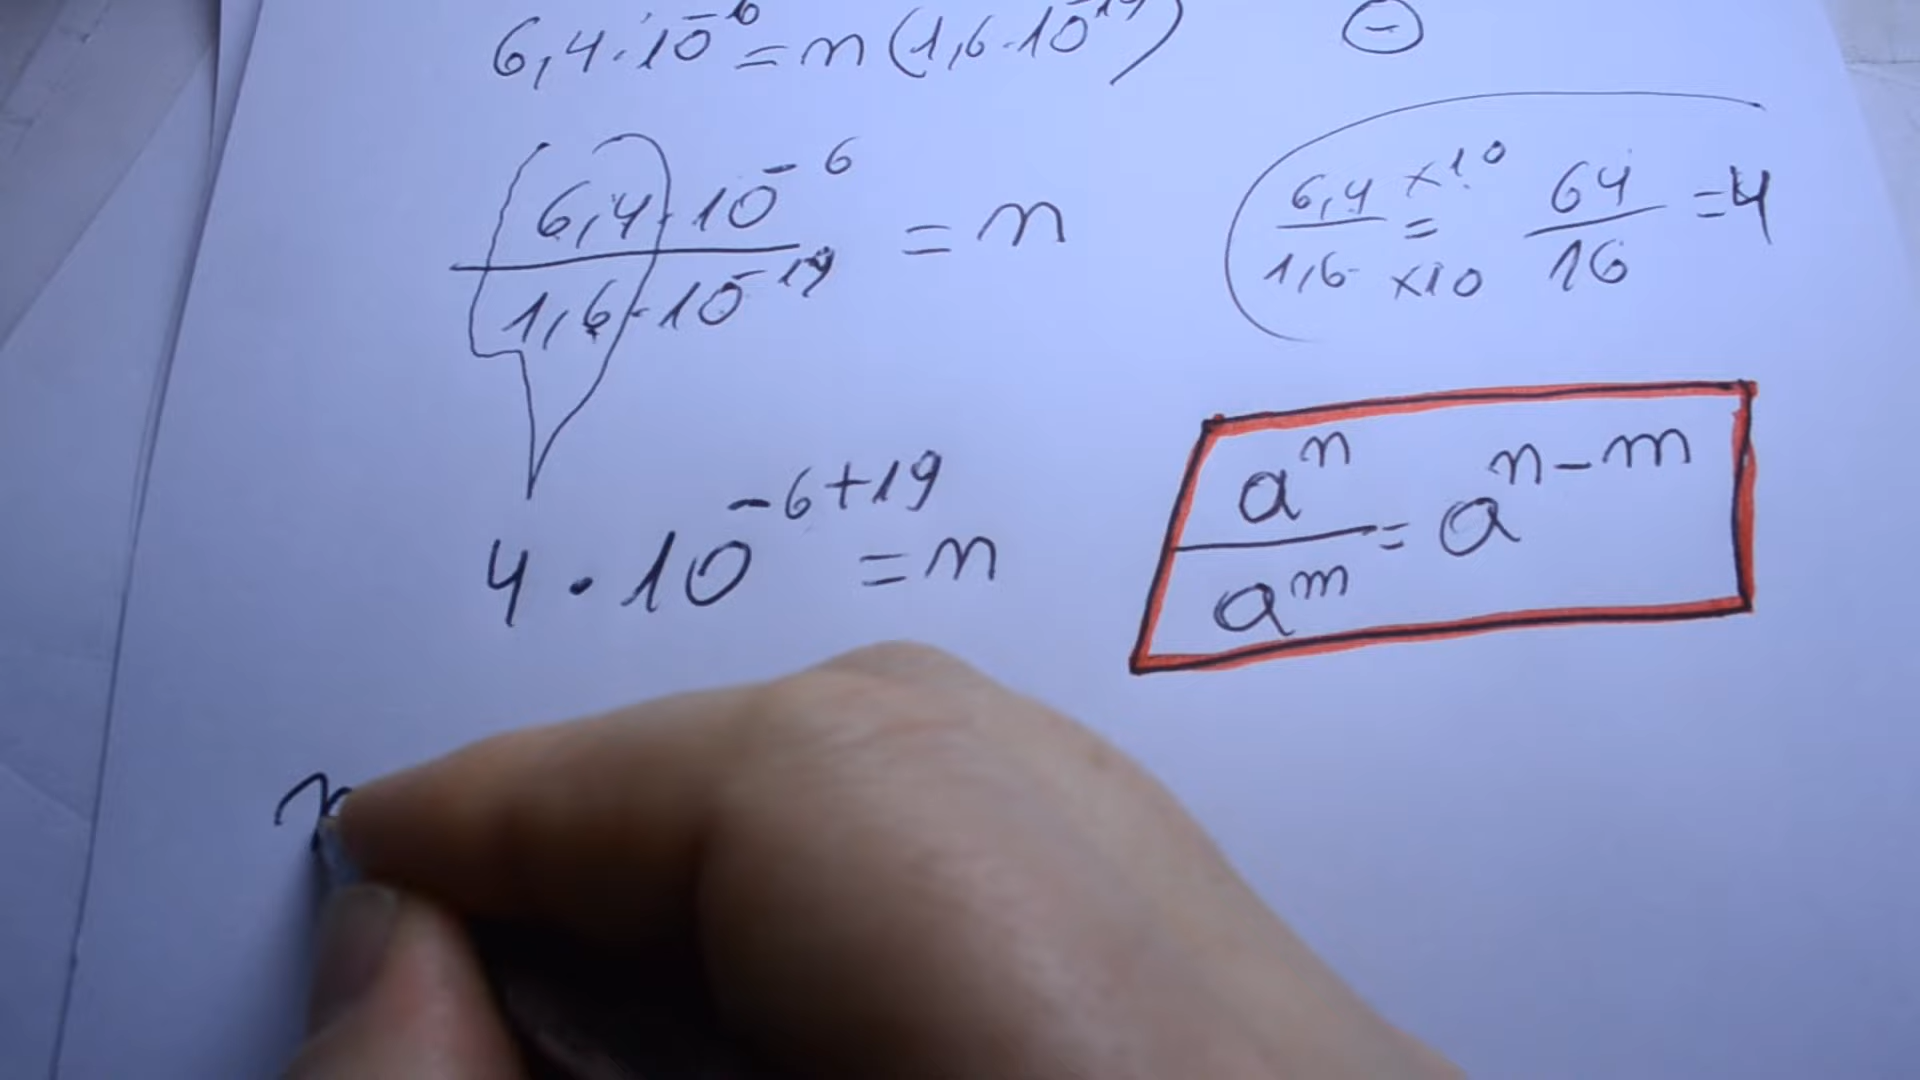 6,4·10⁻⁶=n(1,6·10⁻¹⁹)
⊖
6,4·10⁻⁶/1,6·10⁻¹⁹ = n
6,4/1,6 ×10/×10 = 64/16 =4
4·10⁻⁶⁺¹⁹=n
aⁿ/aᵐ = aⁿ⁻ᵐ
n